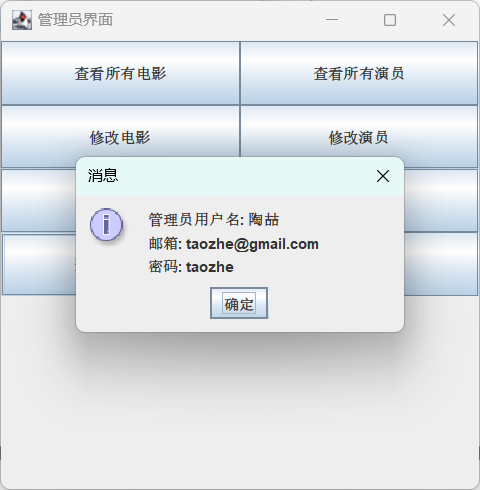 管理员界面
查看所有电影
查看所有演员
修改电影
修改演员
消息
管理员用户名: 陶喆
邮箱: taozhe@gmail.com
密码: taozhe
确定